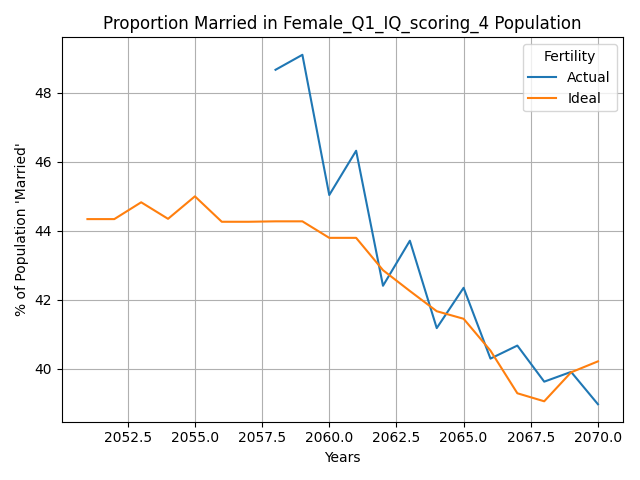 Proportion Married in Female_Q1_IQ_scoring_4 Population
Fertility
Actual
Ideal
% of Population 'Married'
48
46
44
42
40
2052.5 2055.0 2057.5 2060.0 2062.5 2065.0 2067.5 2070.0
Years